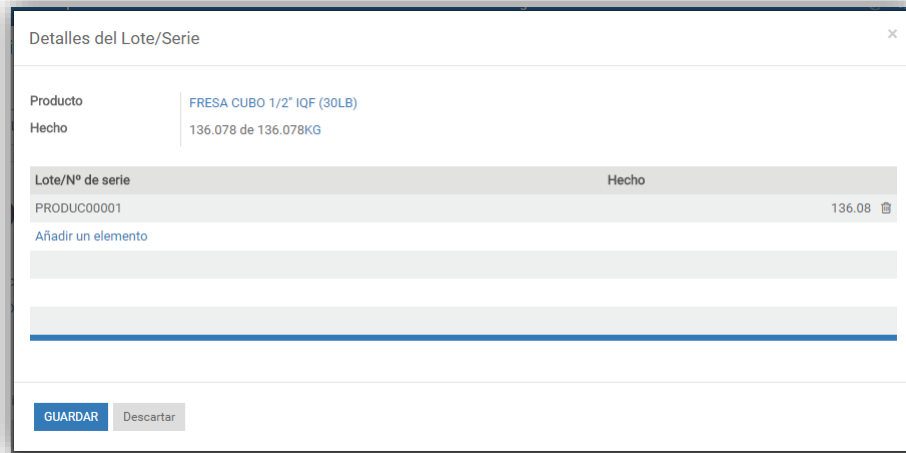 Detalles del Lote/Serie
×
Producto FRESA CUBO 1/2" IQF (30LB)
Hecho 136.078 de 136.078KG
Lote/Nº de serie Hecho
PRODUC00001 136.08
Añadir un elemento
GUARDAR Descartar